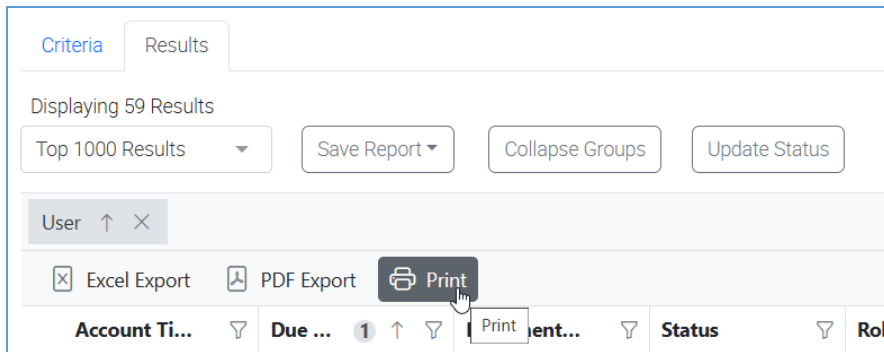 Criteria Results
Displaying 59 Results
Top 1000 Results Save Report Collapse Groups Update Status
User
Excel Export PDF Export Print
Account Ti... Due ... 1 Status
Print